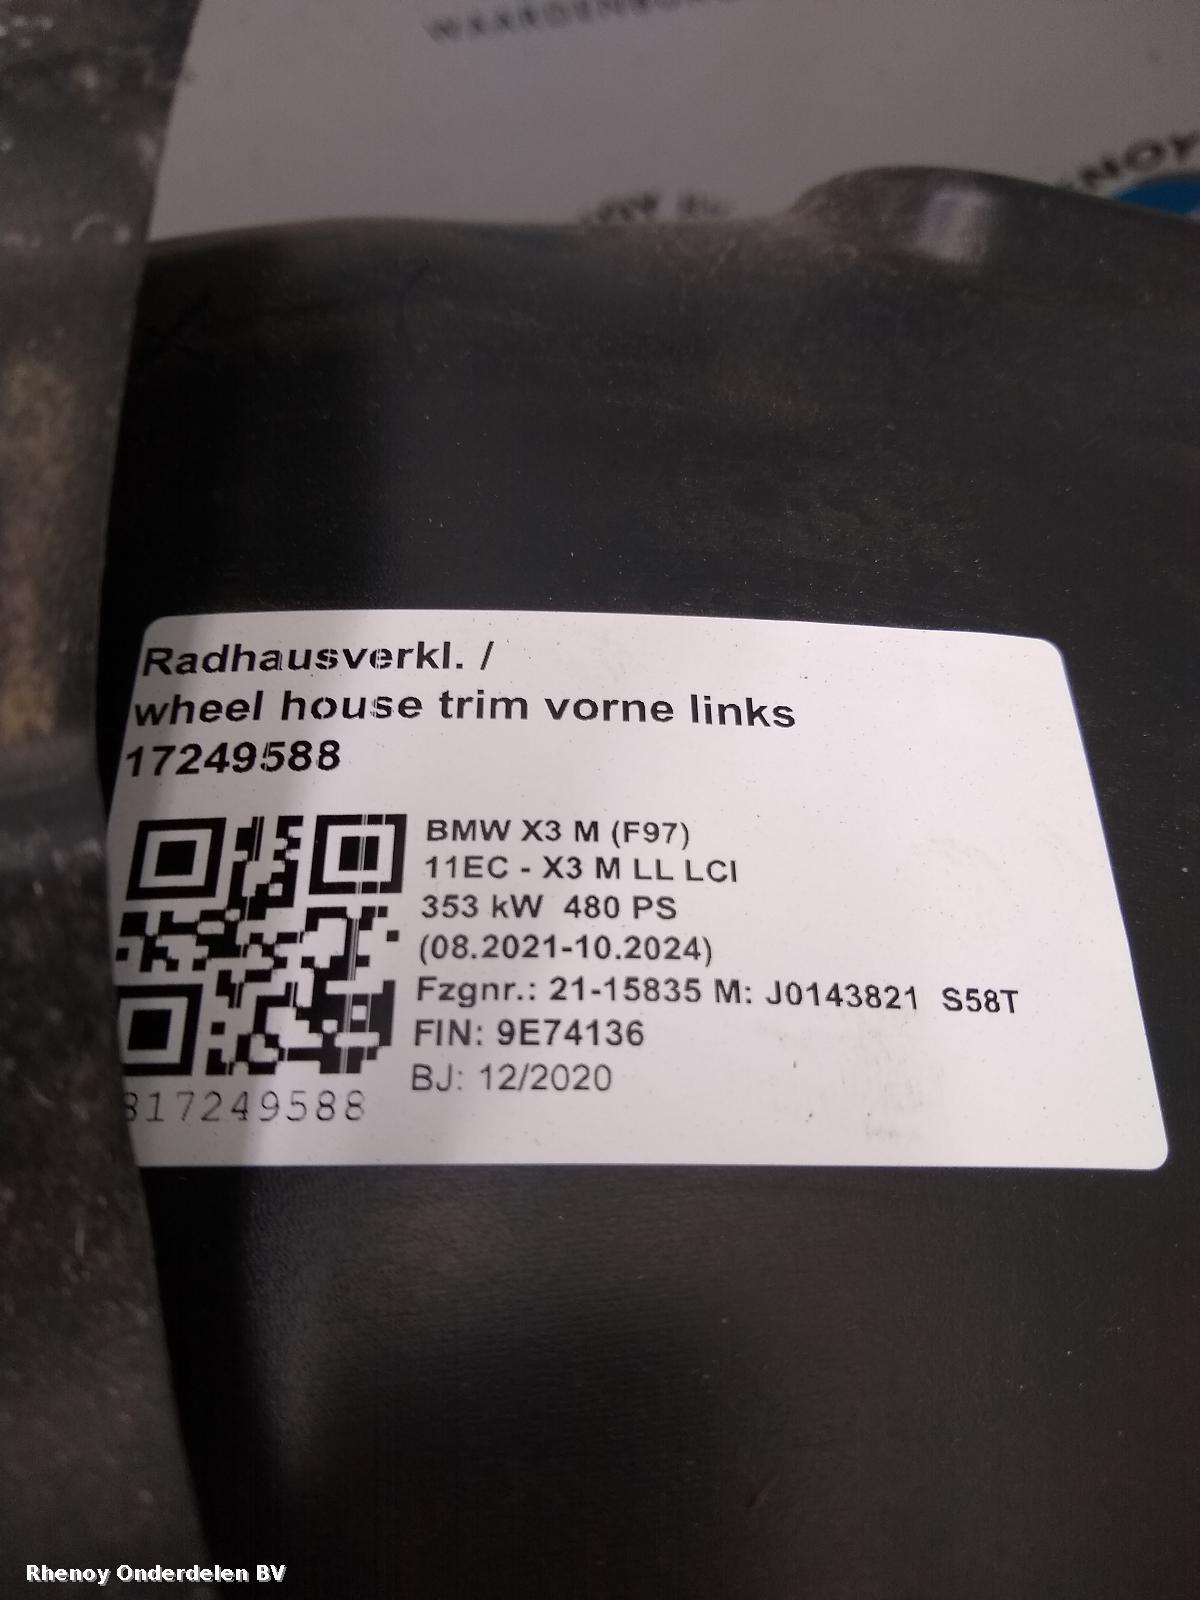 Radhausverkl. /
wheel house trim vorne links
17249588
BMW X3 M (F97)
11EC - X3 M LL LCI
353 kW 480 PS
(08.2021-10.2024)
Fzgnr.: 21-15835 M: J0143821 S58T
FIN: 9E74136
BJ: 12/2020
817249588
Rhenoy Onderdelen BV